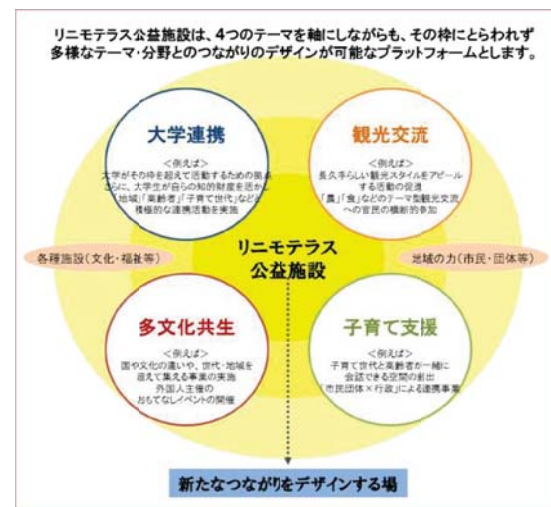 リニモテラス公益施設は、4つのテーマを軸にしながらも、その枠にとらわれず
多様なテーマ・分野とのつながりのデザインが可能なプラットフォームとします。
大学連携
<例えば>
大学がその枠を超えて活動するための拠点
さらに、大学生が自らの知的財産を活かし
「地域」「高齢者」「子育て世代」などと
積極的な連携活動を実施
観光交流
<例えば>
長久手らしい観光スタイルをアピール
する活動の促進
「農」「食」などのテーマ型観光交流
への官民の横断的参加
各種施設(文化・福祉等)
リニモテラス
公益施設
地域の力(市民・団体等)
多文化共生
<例えば>
国や文化の違いや、世代・地域を
超えて集える事業の実施
外国人主催の
おもてなしイベントの開催
子育て支援
<例えば>
子育て世代と高齢者が一緒に
会話できる空間の創出
「市民団体×行政」による連携事業
新たなつながりをデザインする場